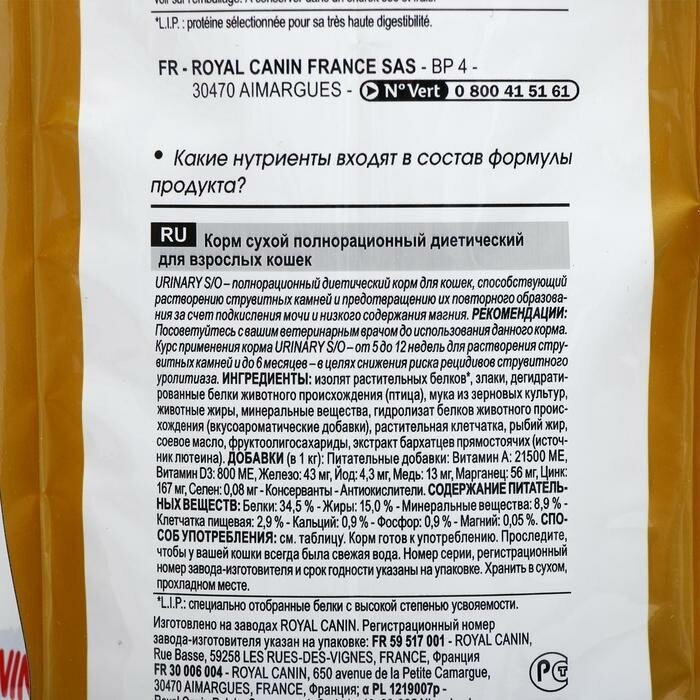 *L.I.P. : protéine sélectionnée pour sa très haute digestibilité.
FR - ROYAL CANIN FRANCE SAS - BP 4 -
30470 AIMARGUES - N° Vert 0 800 41 51 61
• Какие нутриенты входят в состав формулы
продукта?
RU Корм сухой полнорационный диетический
для взрослых кошек
URINARY S/O – полнорационный диетический корм для кошек, способствующий
растворению струвитных камней и предотвращению их повторного образова-
ния за счет подкисления мочи и низкого содержания магния. РЕКОМЕНДАЦИИ:
Посоветуйтесь с вашим ветеринарным врачом до использования данного корма.
Курс применения корма URINARY S/O – от 5 до 12 недель для растворения стру-
витных камней и до 6 месяцев – в целях снижения риска рецидивов струвитного
уролитиаза. ИНГРЕДИЕНТЫ: изолят растительных белков*, злаки, дегидрати-
рованные белки животного происхождения (птица), мука из зерновых культур,
животные жиры, минеральные вещества, гидролизат белков животного проис-
хождения (вкусоароматические добавки), растительная клетчатка, рыбий жир,
соевое масло, фруктоолигосахариды, экстракт бархатцев прямостоячих (источ-
ник лютеина). ДОБАВКИ (в 1 кг): Питательные добавки: Витамин A: 21500 ME,
Витамин D3: 800 ME, Железо: 43 мг, Йод: 4,3 мг, Медь: 13 мг, Марганец: 56 мг, Цинк:
167 мг, Селен: 0,08 мг - Консерванты - Антиокислители. СОДЕРЖАНИЕ ПИТАТЕЛЬ-
НЫХ ВЕЩЕСТВ: Белки: 34,5 % - Жиры: 15,0 % - Минеральные вещества: 8,9 % -
Клетчатка пищевая: 2,9 % - Кальций: 0,9 % - Фосфор: 0,9 % - Магний: 0,05 %. СПО-
СОБ УПОТРЕБЛЕНИЯ: см. таблицу. Корм готов к употреблению. Проследите,
чтобы у вашей кошки всегда была свежая вода. Номер серии, регистрационный
номер завода-изготовителя и срок годности указаны на упаковке. Хранить в сухом,
прохладном месте.
*L.I.P.: специально отобранные белки с высокой степенью усвояемости.
Изготовлено на заводах ROYAL CANIN. Регистрационный номер
завода-изготовителя указан на упаковке: FR 59 517 001 - ROYAL CANIN,
Rue Basse, 59258 LES RUES-DES-VIGNES, FRANCE, Франция
FR 30 006 004 - ROYAL CANIN, 650 avenue de la Petite Camargue,
30470 AIMARGUES, FRANCE, Франция; α PL 1219007p -